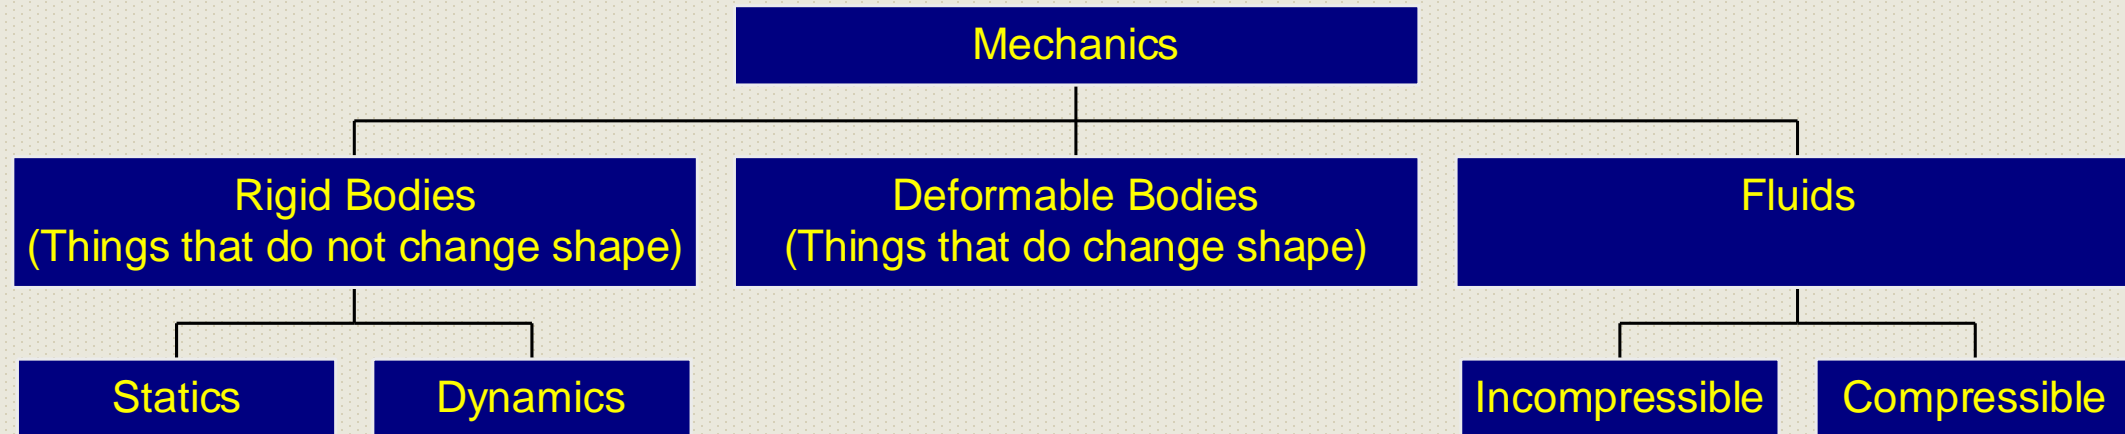 Mechanics
Rigid Bodies
(Things that do not change shape)
Deformable Bodies
(Things that do change shape)
Fluids
Statics
Dynamics
Incompressible
Compressible